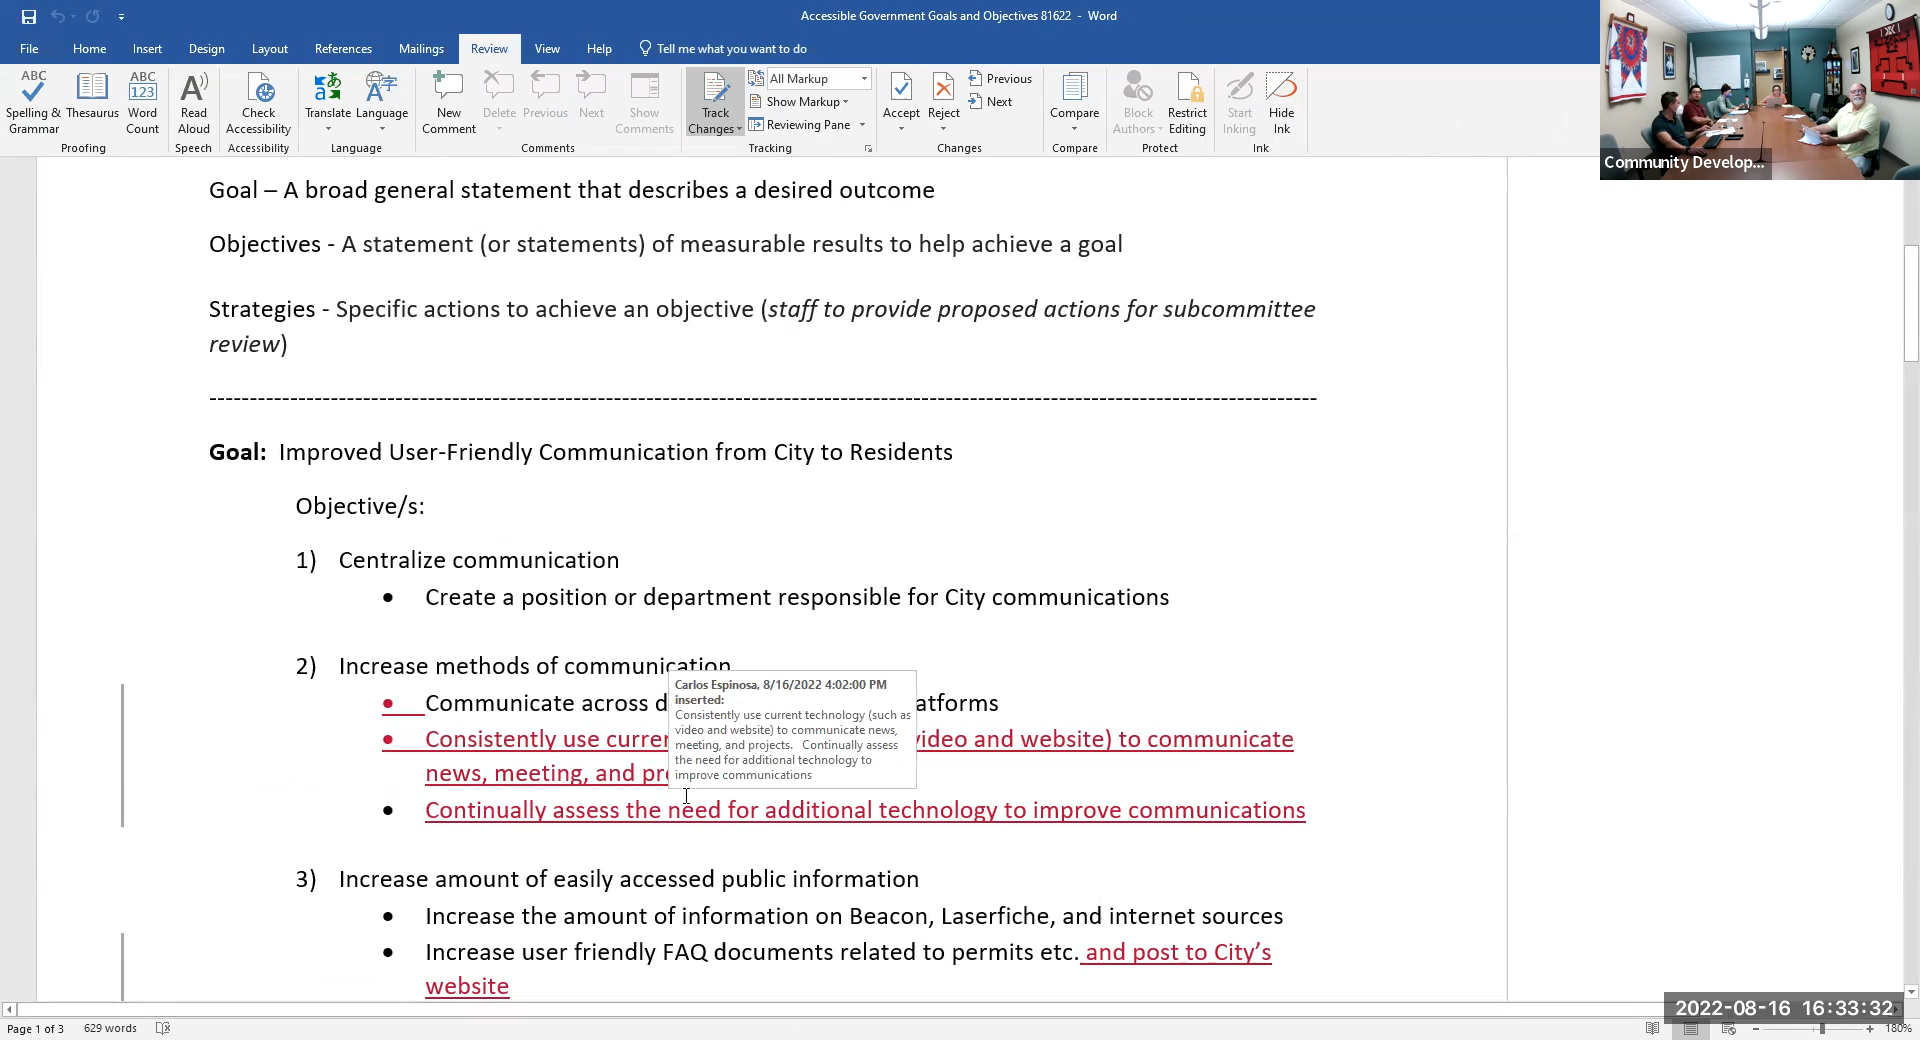 Accessible Government Goals and Objectives 81622 - Word
File Home Insert Design Layout References Mailings Review View Help Tell me what you want to do
Spelling & Grammar
Thesaurus
Word Count
Read Aloud
Check Accessibility
Translate
Language
New Comment
Delete
Previous
Next
Show Comments
Track Changes
All Markup
Show Markup
Reviewing Pane
Accept
Reject
Previous
Next
Compare
Block Authors
Restrict Editing
Start Inking
Hide Ink
Proofing Speech Accessibility Language Comments Tracking Changes Compare Protect Ink
Community Develop...
Goal – A broad general statement that describes a desired outcome
Objectives - A statement (or statements) of measurable results to help achieve a goal
Strategies - Specific actions to achieve an objective (staff to provide proposed actions for subcommittee
review)
Goal: Improved User-Friendly Communication from City to Residents
Objective/s:
1) Centralize communication
• Create a position or department responsible for City communications
2) Increase methods of communication
• Communicate across d atforms
• Consistently use curren video and website) to communicate
news, meeting, and pro
• Continually assess the need for additional technology to improve communications
Carlos Espinosa, 8/16/2022 4:02:00 PM
inserted:
Consistently use current technology (such as
video and website) to communicate news,
meeting, and projects. Continually assess
the need for additional technology to
improve communications
3) Increase amount of easily accessed public information
• Increase the amount of information on Beacon, Laserfiche, and internet sources
• Increase user friendly FAQ documents related to permits etc. and post to City’s
website
2022-08-16 16:33:32
Page 1 of 3 629 words
180%